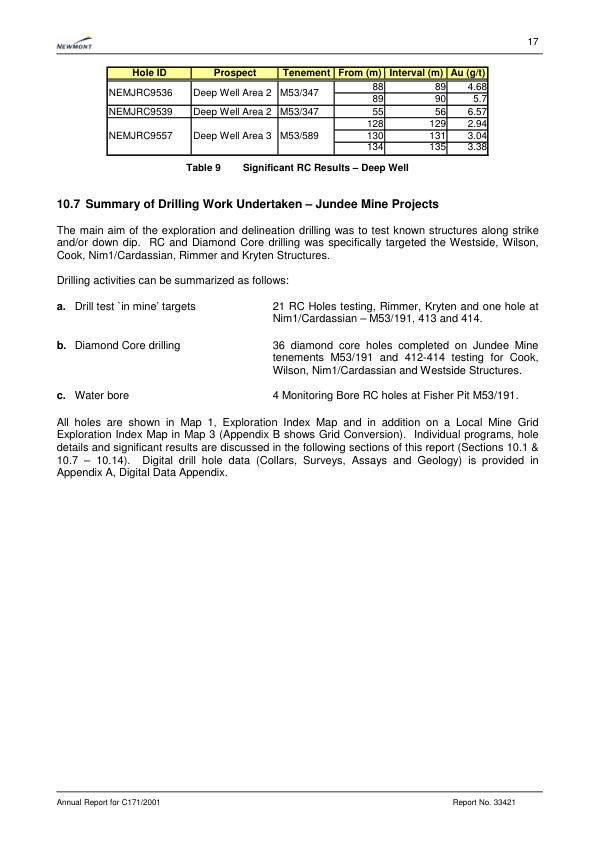 NEWMONT
17
Hole ID Prospect Tenement From (m) Interval (m) Au (g/t)
NEMJRC9536 Deep Well Area 2 M53/347 88 89 4.68
89 90 5.7
NEMJRC9539 Deep Well Area 2 M53/347 55 56 6.57
NEMJRC9557 Deep Well Area 3 M53/589 128 129 2.94
130 131 3.04
134 135 3.38
Table 9 Significant RC Results – Deep Well
10.7 Summary of Drilling Work Undertaken – Jundee Mine Projects
The main aim of the exploration and delineation drilling was to test known structures along strike
and/or down dip. RC and Diamond Core drilling was specifically targeted the Westside, Wilson,
Cook, Nim1/Cardassian, Rimmer and Kryten Structures.
Drilling activities can be summarized as follows:
a. Drill test `in mine' targets 21 RC Holes testing, Rimmer, Kryten and one hole at
Nim1/Cardassian – M53/191, 413 and 414.
b. Diamond Core drilling 36 diamond core holes completed on Jundee Mine
tenements M53/191 and 412-414 testing for Cook,
Wilson, Nim1/Cardassian and Westside Structures.
c. Water bore 4 Monitoring Bore RC holes at Fisher Pit M53/191.
All holes are shown in Map 1, Exploration Index Map and in addition on a Local Mine Grid
Exploration Index Map in Map 3 (Appendix B shows Grid Conversion). Individual programs, hole
details and significant results are discussed in the following sections of this report (Sections 10.1 &
10.7 – 10.14). Digital drill hole data (Collars, Surveys, Assays and Geology) is provided in
Appendix A, Digital Data Appendix.
Annual Report for C171/2001 Report No. 33421